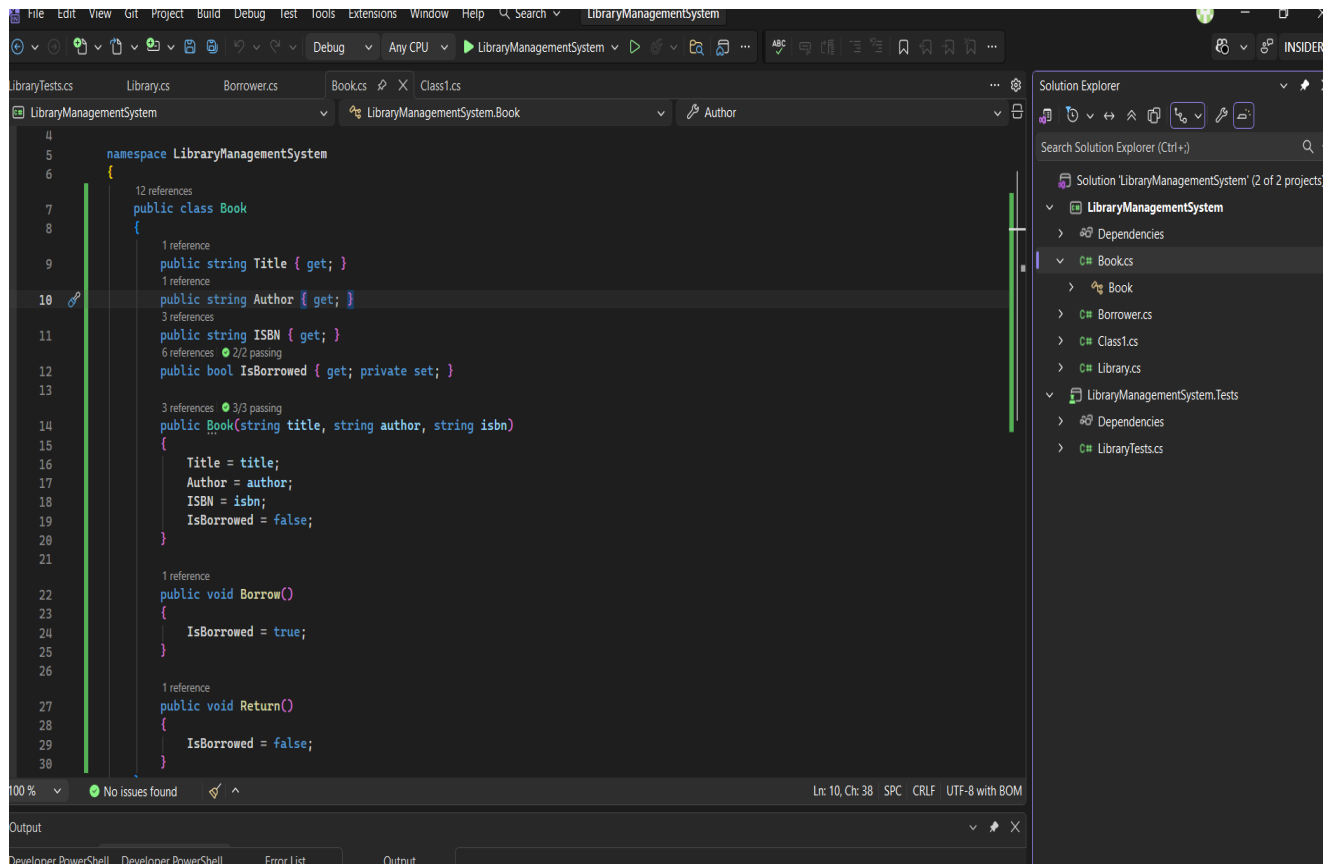 File Edit View Git Project Build Debug Test Tools Extensions Window Help Search LibraryManagementSystem
Debug Any CPU LibraryManagementSystem ABC INSIDER
LibraryTests.cs Library.cs Borrower.cs Book.cs Class1.cs
LibraryManagementSystem LibraryManagementSystem.Book Author
4
5 namespace LibraryManagementSystem
6 {
12 references
7 public class Book
8 {
1 reference
9 public string Title { get; }
1 reference
10 public string Author { get; }
3 references
11 public string ISBN { get; }
6 references 2/2 passing
12 public bool IsBorrowed { get; private set; }
13
3 references 3/3 passing
14 public Book(string title, string author, string isbn)
15 {
16 Title = title;
17 Author = author;
18 ISBN = isbn;
19 IsBorrowed = false;
20 }
21
1 reference
22 public void Borrow()
23 {
24 IsBorrowed = true;
25 }
26
1 reference
27 public void Return()
28 {
29 IsBorrowed = false;
30 }
100 % No issues found Ln: 10, Ch: 38 SPC CRLF UTF-8 with BOM
Output
Developer PowerShell Developer PowerShell Error List Output
Solution Explorer
Search Solution Explorer (Ctrl+;)
Solution 'LibraryManagementSystem' (2 of 2 projects)
LibraryManagementSystem
Dependencies
C# Book.cs
Book
C# Borrower.cs
C# Class1.cs
C# Library.cs
LibraryManagementSystem.Tests
Dependencies
C# LibraryTests.cs